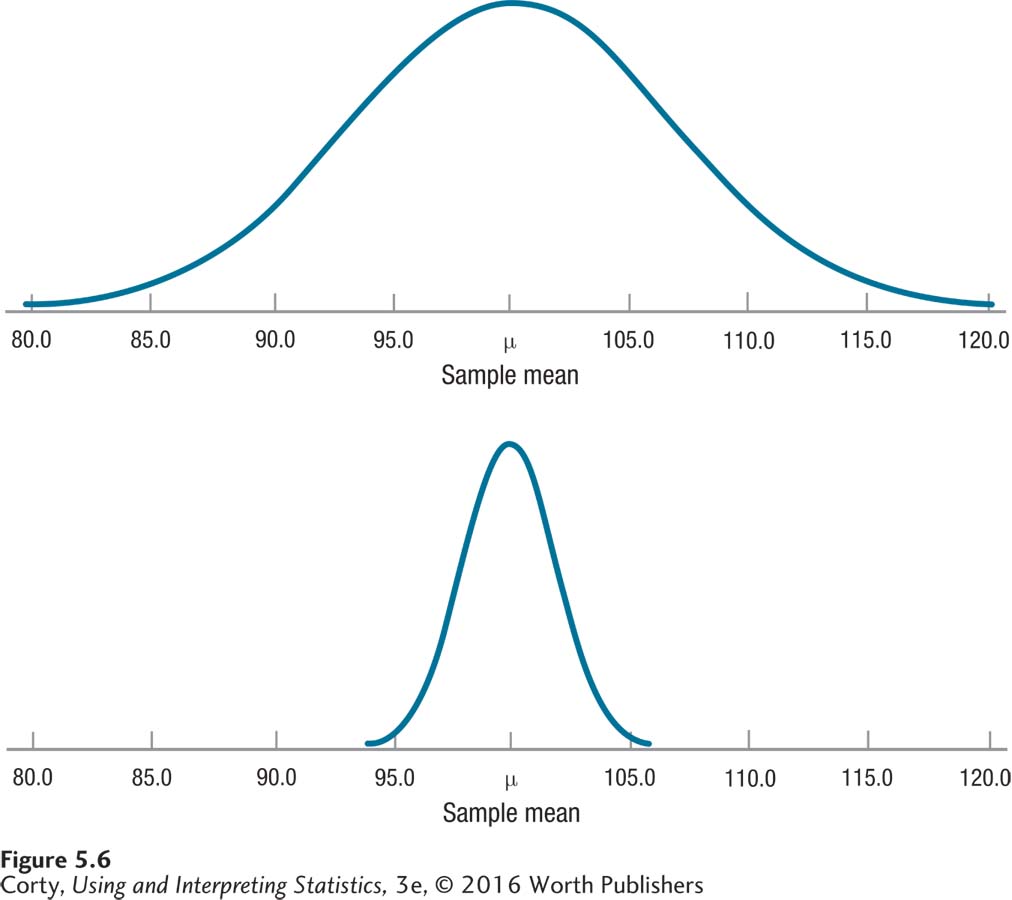 80.0 85.0 90.0 95.0 μ 105.0 110.0 115.0 120.0
Sample mean
80.0 85.0 90.0 95.0 μ 105.0 110.0 115.0 120.0
Sample mean
Figure 5.6
Corty, Using and Interpreting Statistics, 3e, © 2016 Worth Publishers